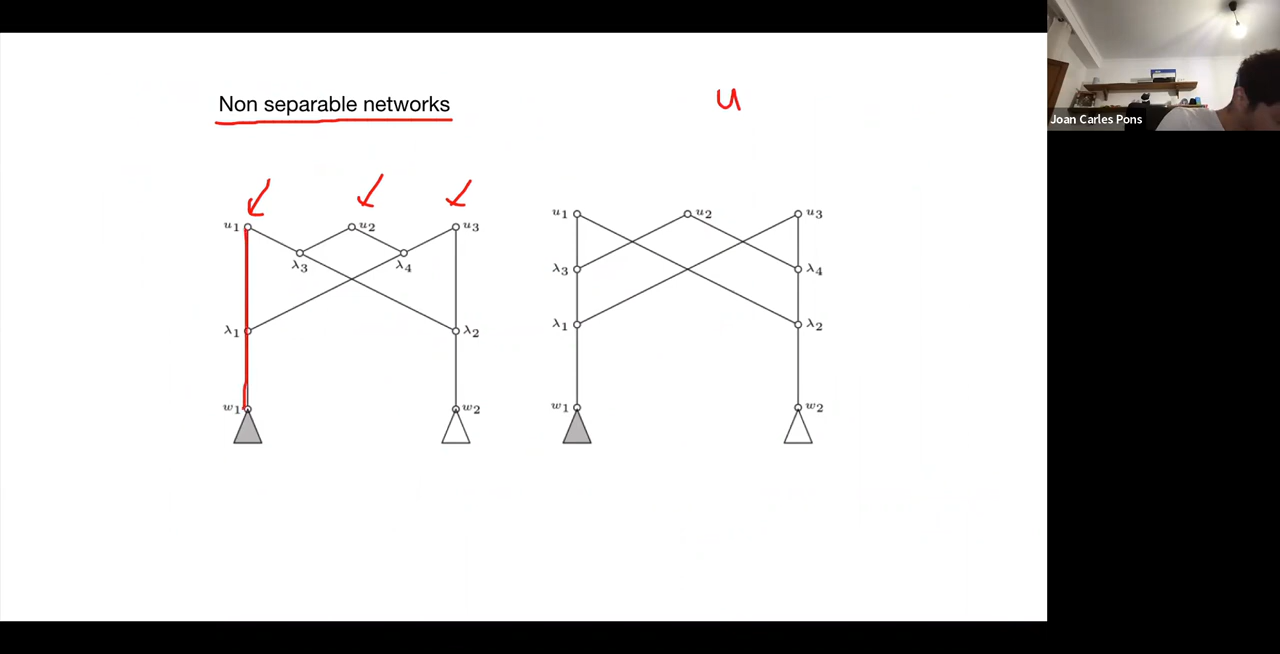 Non separable networks
u
Joan Carles Pons
u1
u2
u3
λ3
λ4
λ1
λ2
w1
w2
u1
u2
u3
λ3
λ4
λ1
λ2
w1
w2